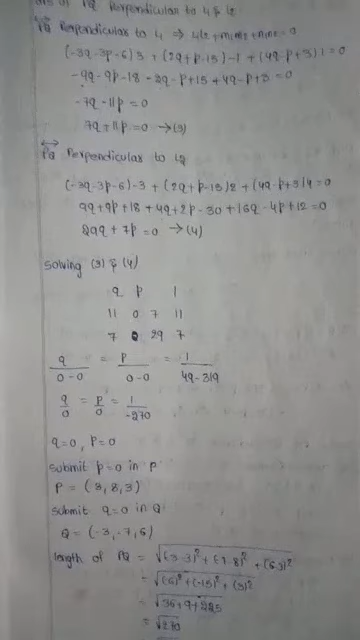 PQ Perpendicular to L1 & L2
PQ Perpendicular to L1 ⇒ l1l2 + m1m2 + n1n2 = 0
(-3q-3p-6)3 + (2q+p-15)-1 + (4q-p+3)1 = 0
-9q-9p-18-2q-p+15+4q-p+3=0
-7q-11p=0
7q+11p=0 →(3)
PQ Perpendicular to L2
(-3q-3p-6)-3 + (2q+p-15)2 + (4q-p+3)4=0
9q+9p+18+4q+2p-30+16q-4p+12=0
29q+7p=0 →(4)
Solving (3) & (4)
q p 1
11 0 7 11
7 0 29 7
q/(0-0) = p/(0-0) = 1/(49-319)
q/0 = p/0 = 1/-270
q=0, P=0
submit p=0 in P
P = (3,8,3)
submit q=0 in Q
Q = (-3,-7,6)
length of PQ = √(-3-3)²+(-7-8)²+(6-3)²
= √(-6)²+(-15)²+(3)²
= √36+9+225
= √270